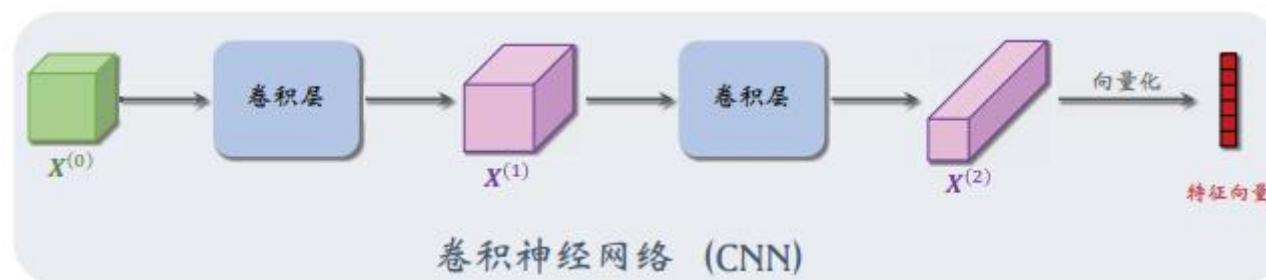 卷积层
卷积层
向量化
X^(0)
X^(1)
X^(2)
特征向量
卷积神经网络 (CNN)